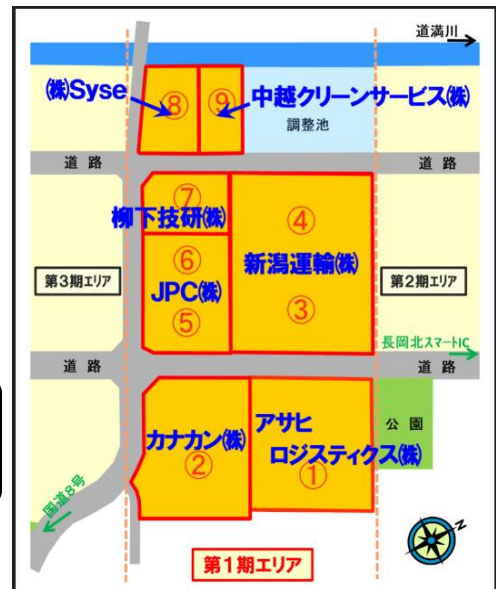 道満川
㈱Syse
⑧
⑨
中越クリーンサービス㈱
調整池
道路
道路
⑦
柳下技研㈱
④
⑥
新潟運輸㈱
第3期エリア
JPC㈱
第2期エリア
⑤
③
長岡北スマートIC
道路
道路
アサヒ
公園
カナカン㈱
ロジスティクス㈱
②
①
国道8号
N
第1期エリア